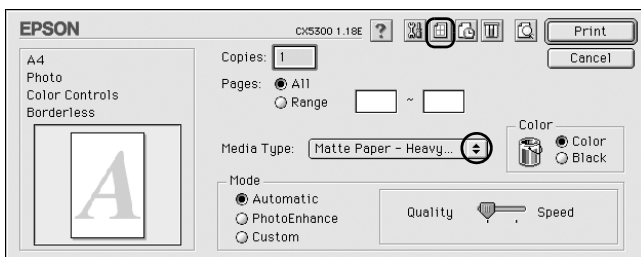 EPSON
CX5300 1.18E ?
Print
Cancel
A4
Photo
Color Controls
Borderless
A
Copies: 1
Pages: All
Range ~
Media Type: Matte Paper - Heavy...
Color
Color
Black
Mode
Automatic
PhotoEnhance
Custom
Quality Speed